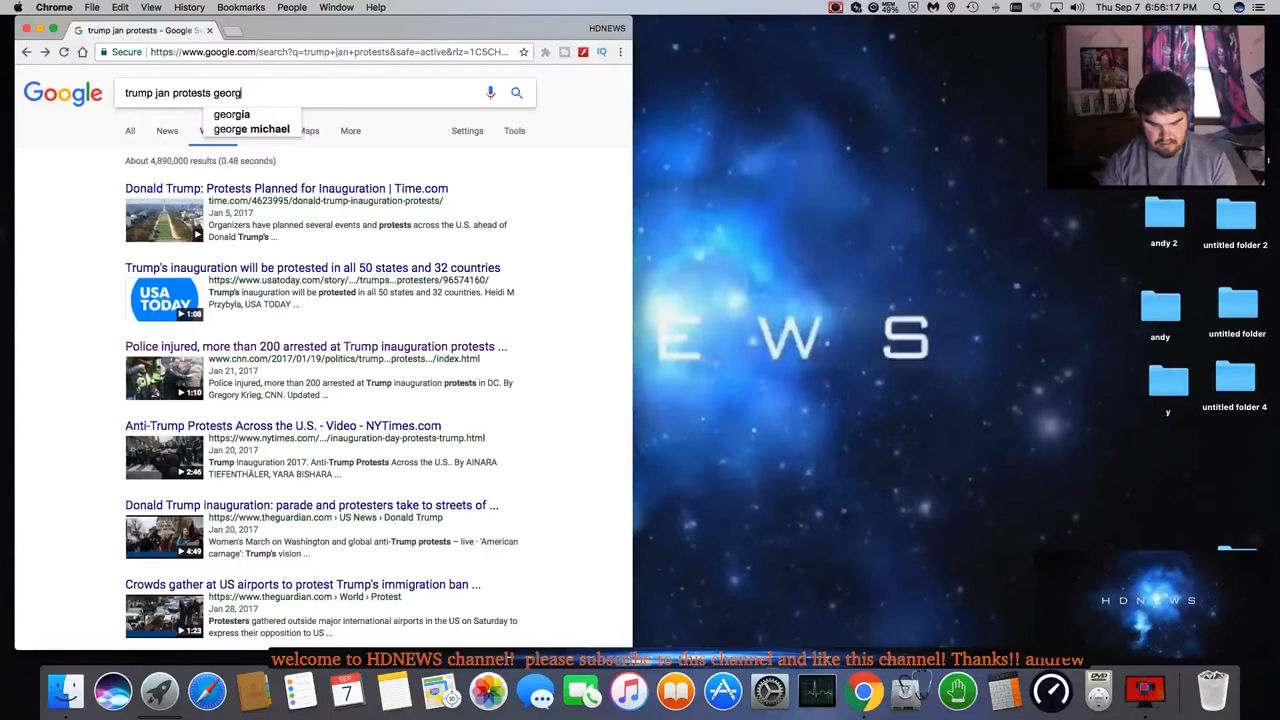 Chrome File Edit View History Bookmarks People Window Help
MEM 49%
Thu Sep 7 6:56:17 PM
trump jan protests - Google S
HDNEWS
Secure https://www.google.com/search?q=trump+jan+protests&safe=active&rlz=1C5CH...
IQ
Google
trump jan protests georg
georgia
george michael
All News Maps More Settings Tools
About 4,890,000 results (0.48 seconds)
Donald Trump: Protests Planned for Inauguration | Time.com
time.com/4623995/donald-trump-inauguration-protests/
Jan 5, 2017
Organizers have planned several events and protests across the U.S. ahead of
Donald Trump's ...
Trump's inauguration will be protested in all 50 states and 32 countries
https://www.usatoday.com/story/.../trumps...protesters/96574160/
Trump's inauguration will be protested in all 50 states and 32 countries. Heidi M
Przybyla, USA TODAY ...
USA
TODAY
1:08
Police injured, more than 200 arrested at Trump inauguration protests ...
www.cnn.com/2017/01/19/politics/trump...protests.../index.html
Jan 21, 2017
Police injured, more than 200 arrested at Trump inauguration protests in DC. By
Gregory Krieg, CNN. Updated ...
1:10
Anti-Trump Protests Across the U.S. - Video - NYTimes.com
https://www.nytimes.com/.../inauguration-day-protests-trump.html
Jan 20, 2017
Trump Inauguration 2017. Anti-Trump Protests Across the U.S.. By AINARA
TIEFENTHÄLER, YARA BISHARA ...
2:46
Donald Trump inauguration: parade and protesters take to streets of ...
https://www.theguardian.com › US News › Donald Trump
Jan 20, 2017
Women's March on Washington and global anti-Trump protests – live · 'American
carnage': Trump's vision ...
4:49
Crowds gather at US airports to protest Trump's immigration ban ...
https://www.theguardian.com › World › Protest
Jan 28, 2017
Protesters gathered outside major international airports in the US on Saturday to
express their opposition to US ...
1:23
E W S
andy 2
untitled folder 2
andy
untitled folder
y
untitled folder 4
HDNEWS
welcome to HDNEWS channel! please subscribe to this channel and like this channel! Thanks!! andrew
SEP
7
30
DVD